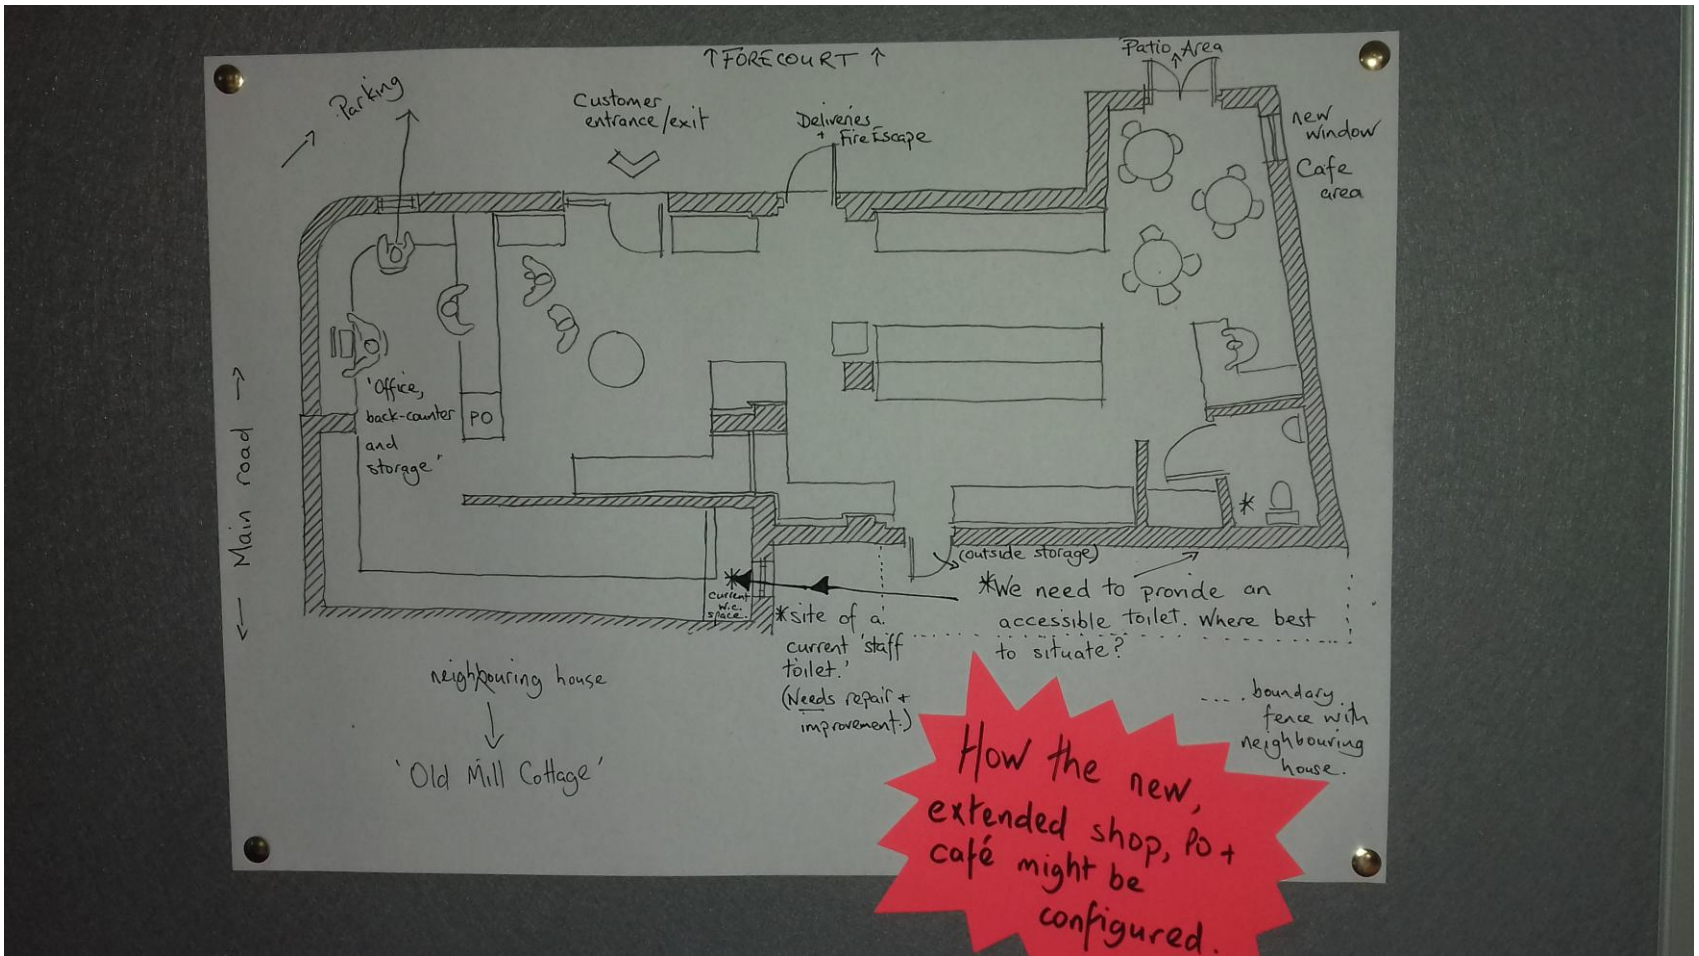 ↑FORECOURT ↑
Patio Area
Parking
Customer
entrance/exit
Deliveries
+ Fire Escape
new
window
Cafe
area
'Office,
back-counter
and
storage'
PO
← Main road →
(outside storage)
*We need to provide an
accessible toilet. Where best
to situate?
current
w.c.
space.
*site of a
current 'staff
toilet.'
(Needs repair +
improvement.)
neighbouring house
'Old Mill Cottage'
.... boundary
fence with
neighbouring
house.
How the new,
extended shop, PO +
café might be
configured.